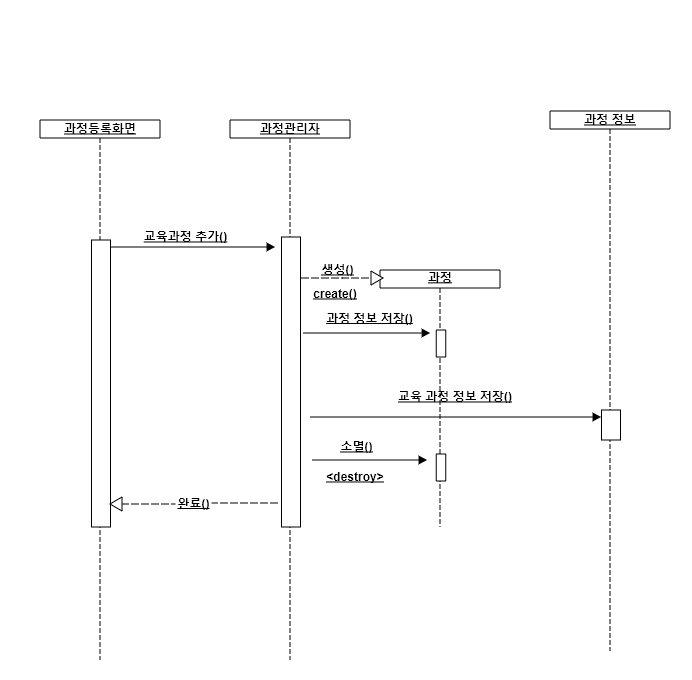 과정등록화면
과정관리자
과정 정보
교육과정 추가()
생성()
과정
create()
과정 정보 저장()
교육 과정 정보 저장()
소멸()
<destroy>
완료()